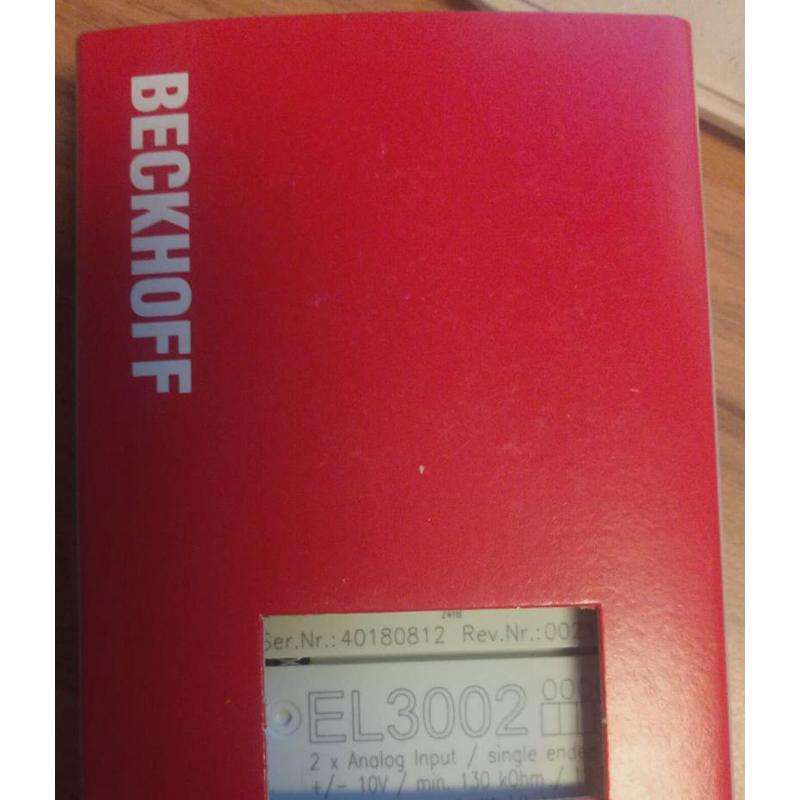 BECKHOFF
Ser.Nr.: 40180812 Rev.Nr.:
EL3002
2 x Analog Input / single
+/- 10V / min. 130 kOhm /